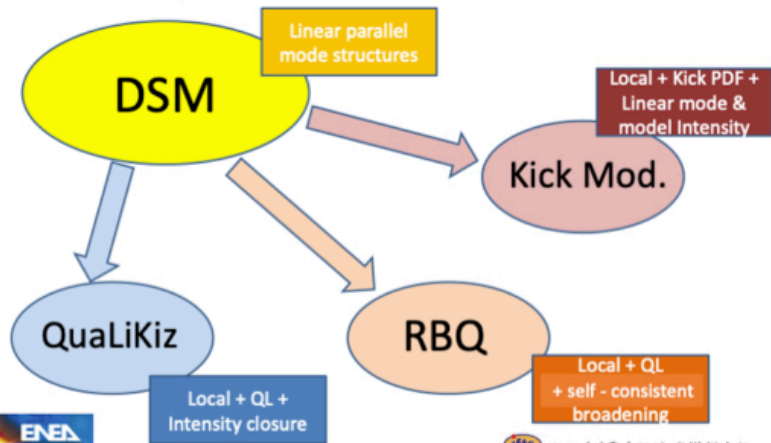 Linear parallel
mode structures
DSM
Local + Kick PDF +
Linear mode &
model Intensity
Kick Mod.
QuaLiKiz
RBQ
Local + QL
+ self - consistent
broadening
Local + QL +
Intensity closure
ENEA